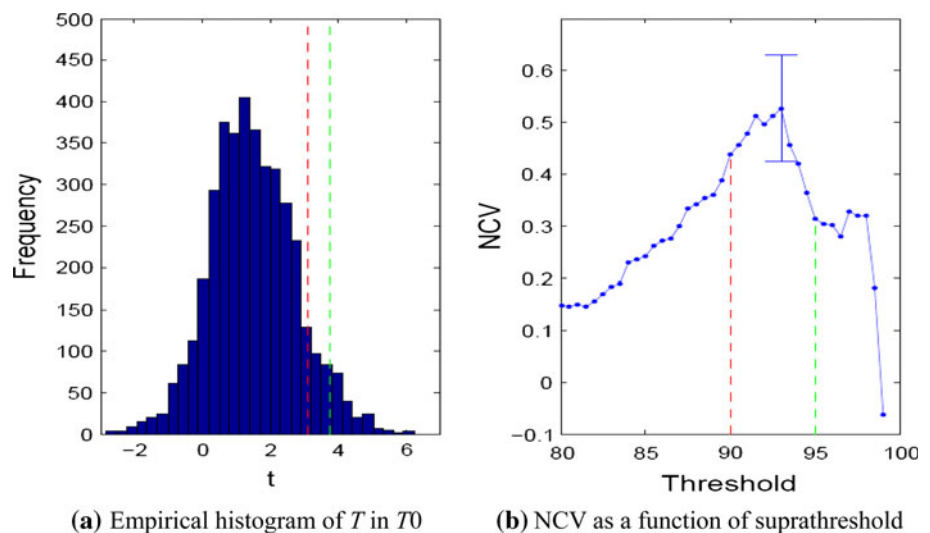 500
450
400
350
300
250
200
150
100
50
0
Frequency
−2 0 2 4 6
t
(a) Empirical histogram of T in T0
0.6
0.5
0.4
0.3
0.2
0.1
0
−0.1
NCV
80 85 90 95 100
Threshold
(b) NCV as a function of suprathreshold